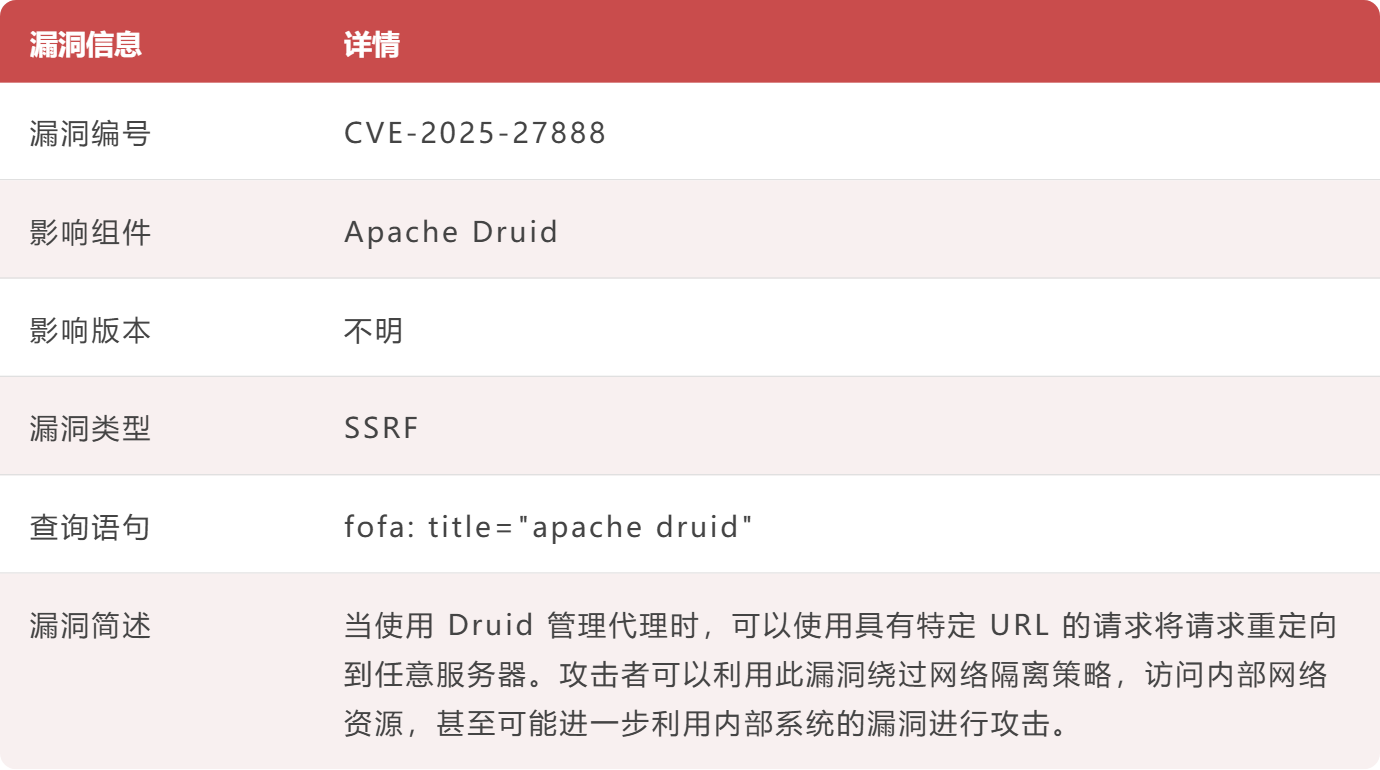 漏洞信息 详情
漏洞编号 CVE-2025-27888
影响组件 Apache Druid
影响版本 不明
漏洞类型 SSRF
查询语句 fofa: title="apache druid"
漏洞简述 当使用 Druid 管理代理时，可以使用具有特定 URL 的请求将请求重定向
到任意服务器。攻击者可以利用此漏洞绕过网络隔离策略，访问内部网络
资源，甚至可能进一步利用内部系统的漏洞进行攻击。